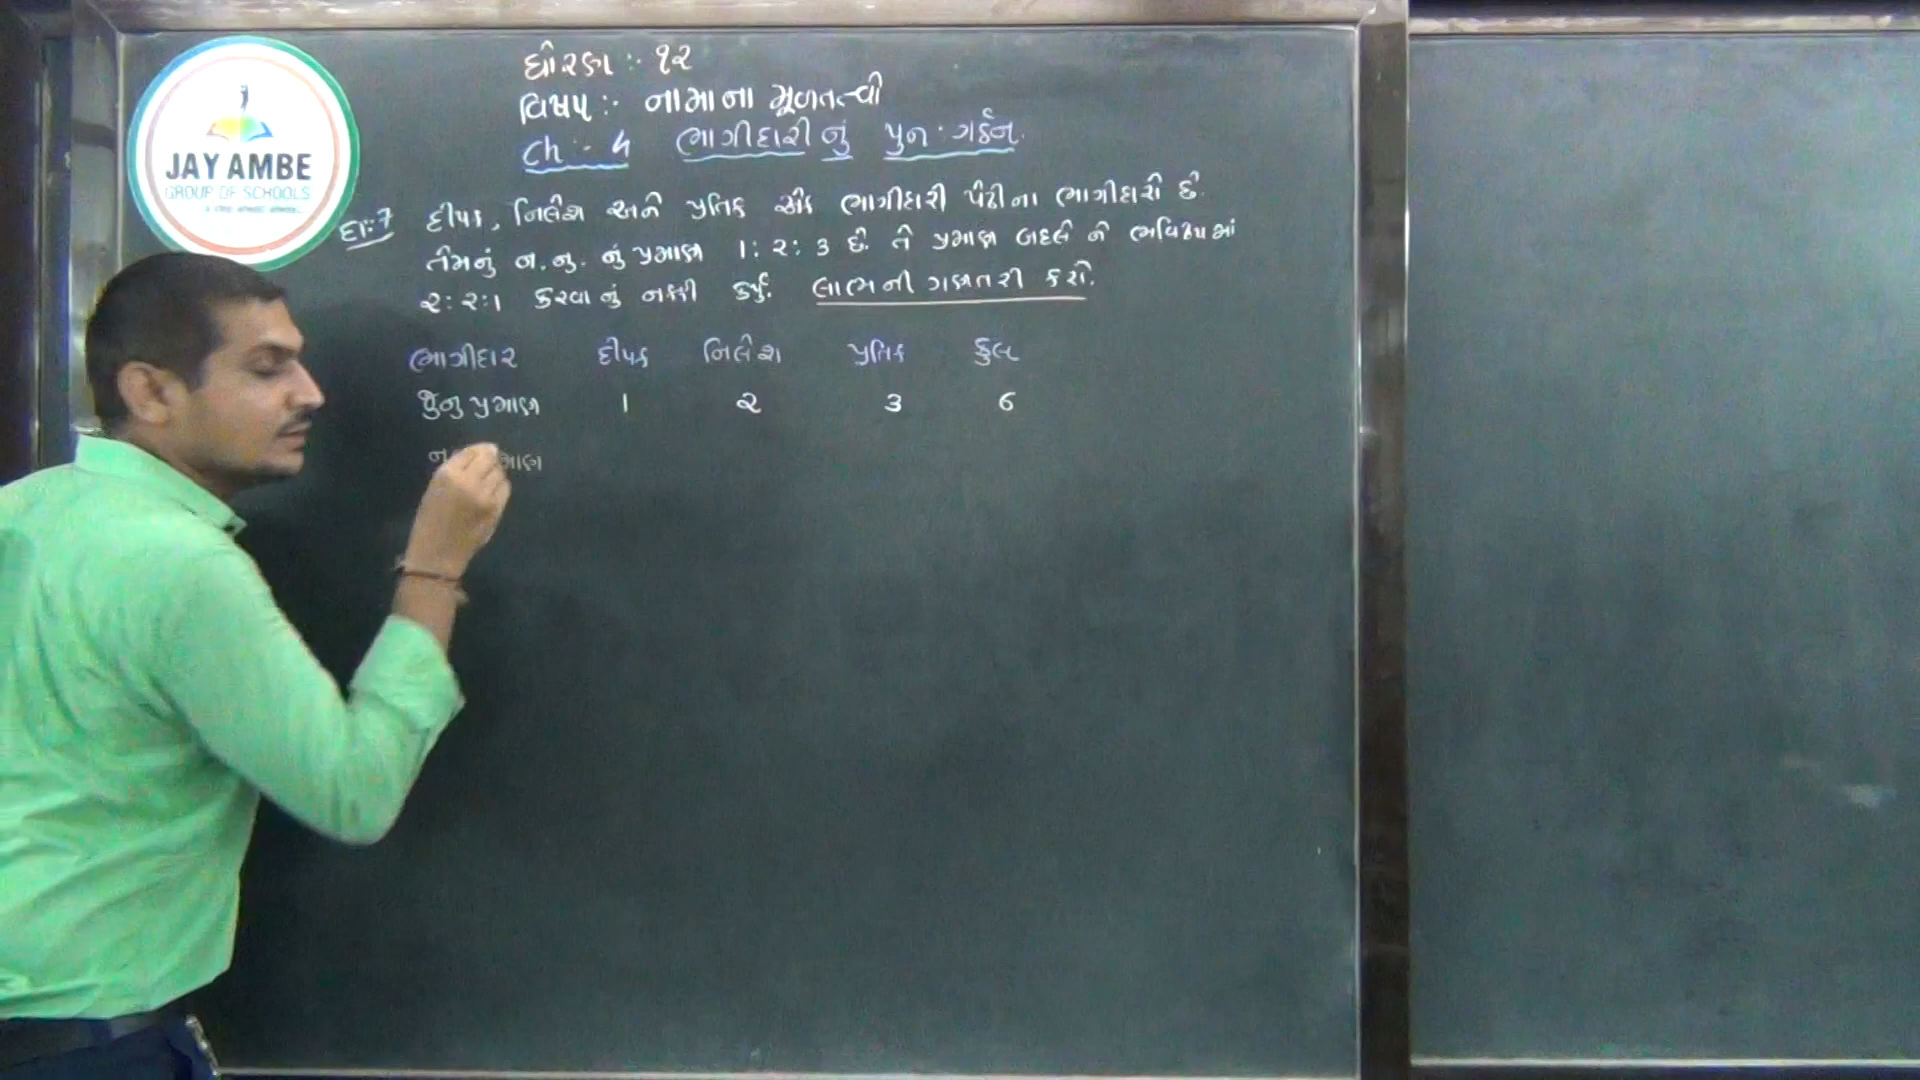 JAY AMBE
GROUP OF SCHOOLS
ધોરણ :- ૧૨
વિષય :- નામાના મૂળતત્વો
Ch :- ૫ ભાગીદારીનું પુનઃગઠન.
દા:-7 દીપક, નિલેશ અને પ્રતિક એક ભાગીદારી પેઢીના ભાગીદારો છે.
તેમનું ન.નુ. નું પ્રમાણ 1: ૨: ૩ છે. તે પ્રમાણ બદલે ને ભવિષ્યમાં
૨: ૨:1 કરવાનું નક્કી કર્યું. લાભની ગણતરી કરો.
ભાગીદાર દીપક નિલેશ પ્રતિક કુલ
જુનુ પ્રમાણ 1 ૨ 3 6